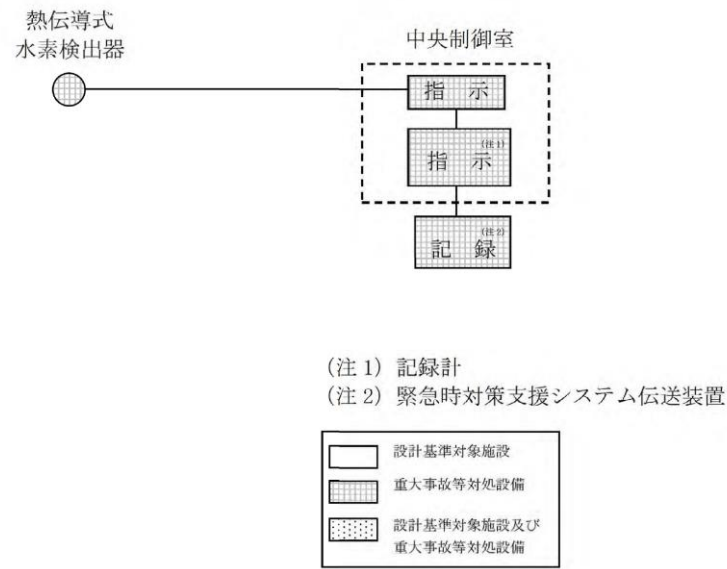 熱伝導式
水素検出器
中央制御室
指 示
指 示(注1)
記 録(注2)
(注1) 記録計
(注2) 緊急時対策支援システム伝送装置
設計基準対象施設
重大事故等対処設備
設計基準対象施設及び
重大事故等対処設備